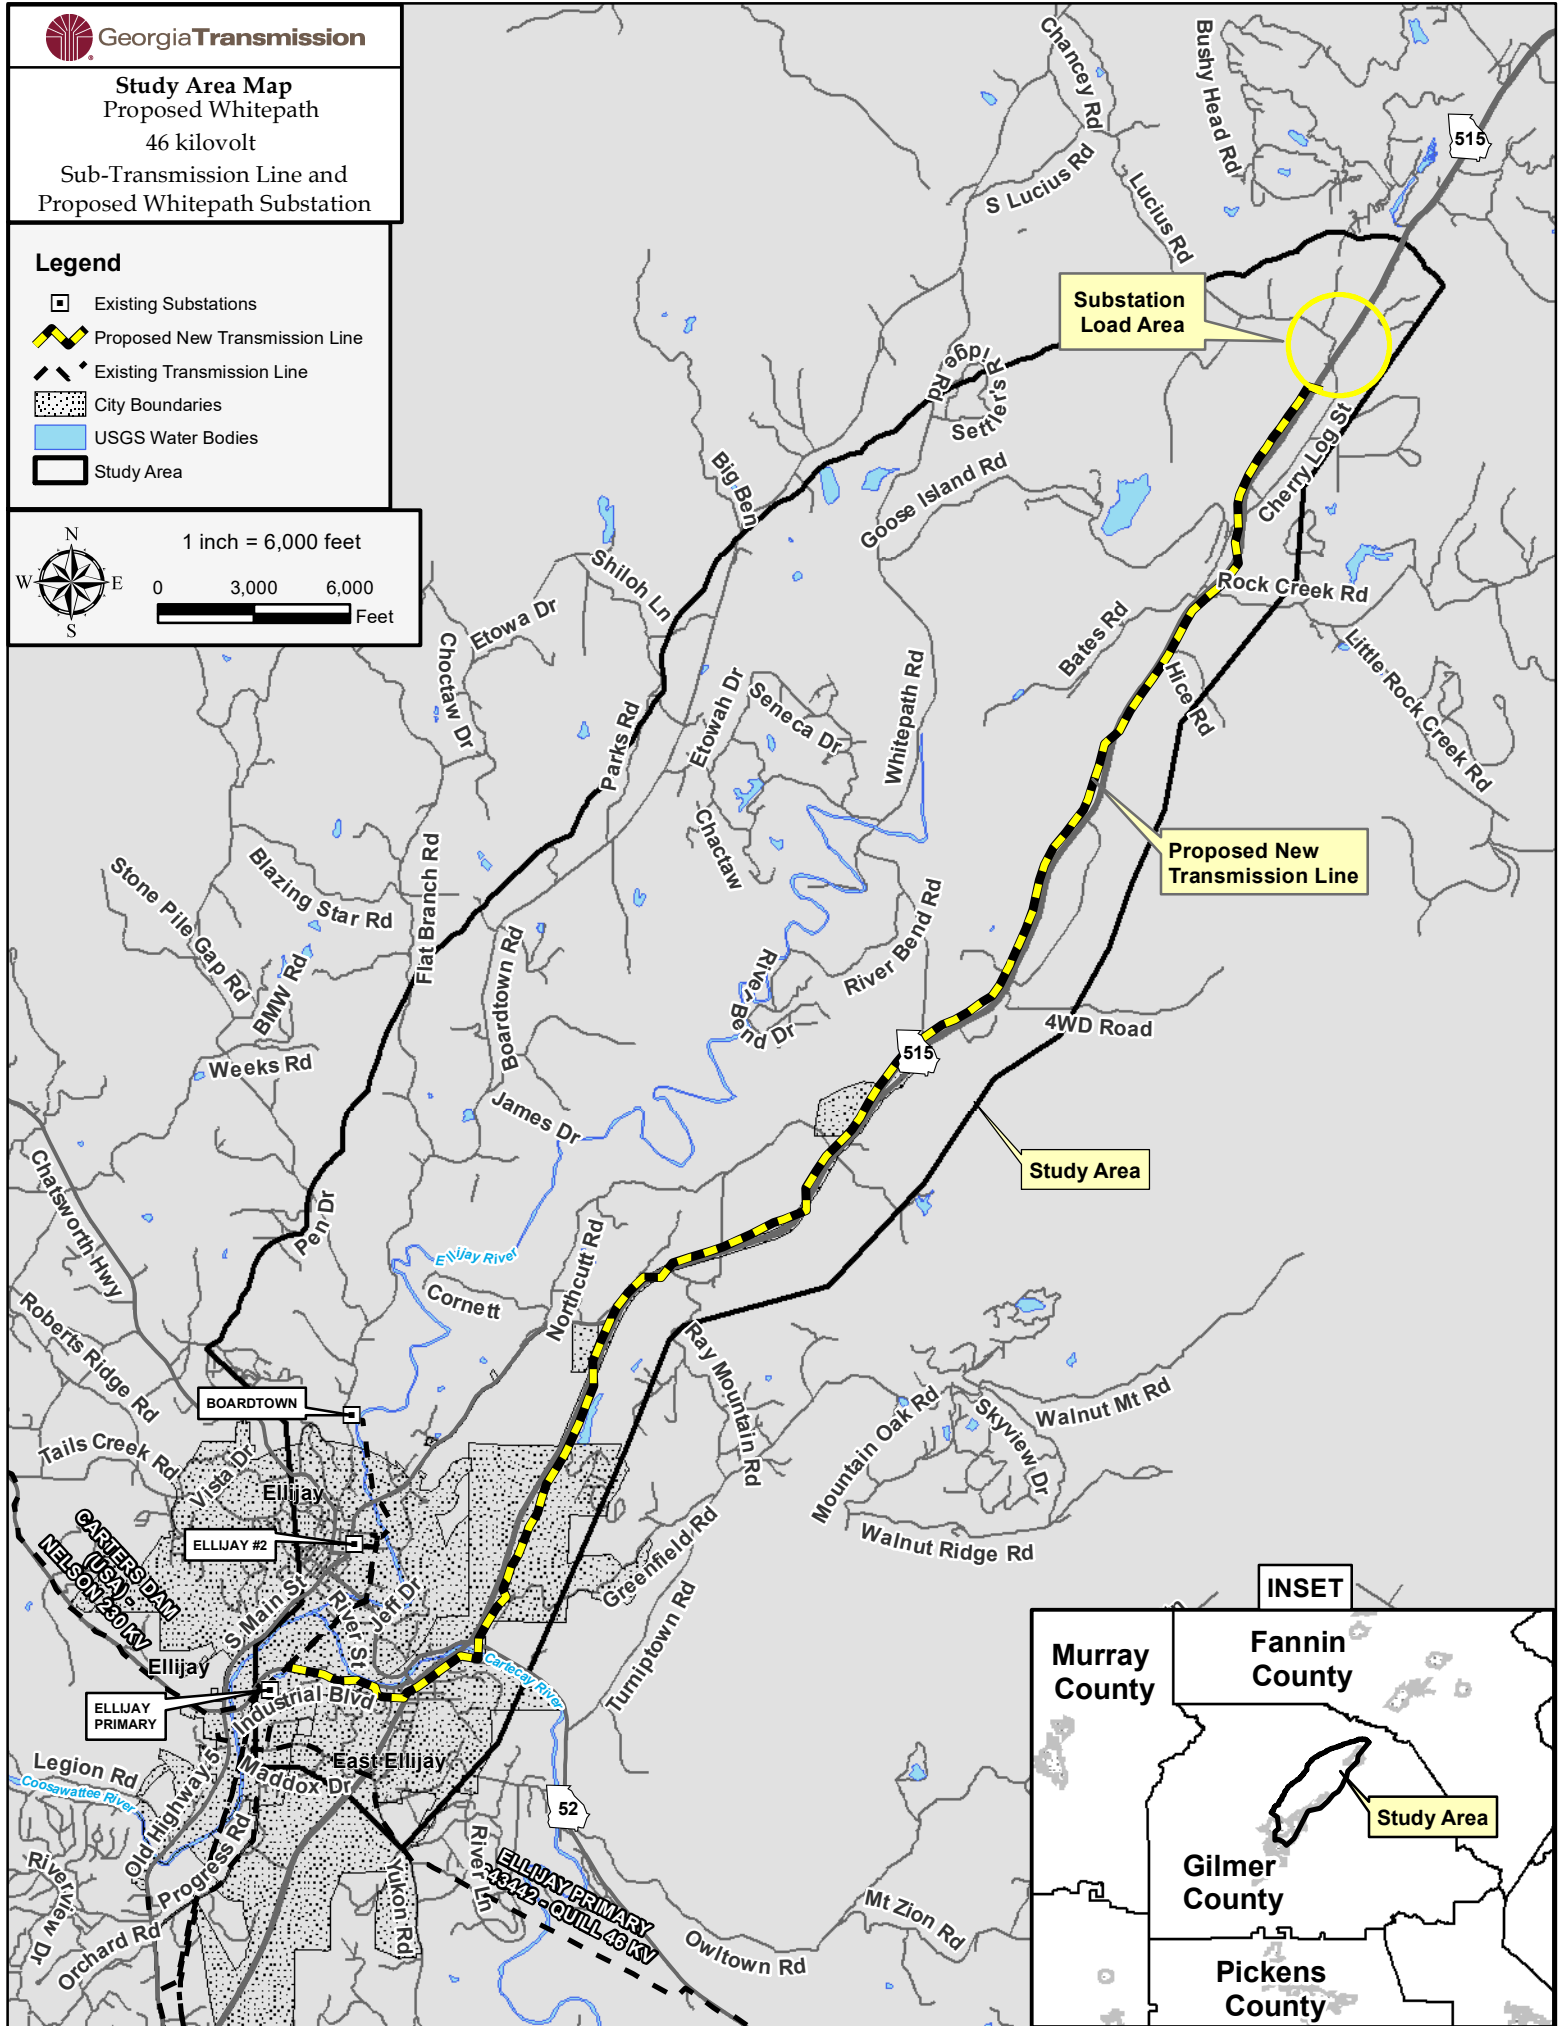 GeorgiaTransmission
Study Area Map
Proposed Whitepath
46 kilovolt
Sub-Transmission Line and
Proposed Whitepath Substation
Legend
Existing Substations
Proposed New Transmission Line
Existing Transmission Line
City Boundaries
USGS Water Bodies
Study Area
N
W
E
S
1 inch = 6,000 feet
0 3,000 6,000
Feet
Chancey Rd
Bushy Head Rd
515
S Lucius Rd
Lucius Rd
Substation
Load Area
Settler's Ridge Rd
Cherry Log St
Big Ben
Goose Island Rd
Shiloh Ln
Rock Creek Rd
Etowa Dr
Choctaw Dr
Bates Rd
Little Rock Creek Rd
Hice Rd
Etowah Dr
Seneca Dr
Whitepath Rd
Parks Rd
Chactaw
Proposed New
Transmission Line
Blazing Star Rd
Stone Pile Gap Rd
Flat Branch Rd
BMW Rd
Boardtown Rd
River Bend Rd
River Bend Dr
4WD Road
515
Weeks Rd
James Dr
Study Area
Chatsworth Hwy
Pen Dr
Ellijay River
Northcutt Rd
Cornett
Roberts Ridge Rd
Ray Mountain Rd
BOARDTOWN
Mountain Oak Rd
Skyview Dr
Walnut Mt Rd
Tails Creek Rd
Vista Dr
Ellijay
ELLIJAY #2
Walnut Ridge Rd
Greenfield Rd
CARTERS DAM
(USA) -
NELSON 230 KV
S Main St
River St
Jeff Dr
Turniptown Rd
Ellijay
Cartecay River
ELLIJAY
PRIMARY
Industrial Blvd
East Ellijay
Legion Rd
Maddox Dr
Coosawattee River
Old Highway 5
52
Progress Rd
River Ln
Yukon Rd
ELLIJAY PRIMARY
43442 - QUILL 46 KV
Riverview Dr
Orchard Rd
Owltown Rd
Mt Zion Rd
INSET
Murray
County
Fannin
County
Study Area
Gilmer
County
Pickens
County